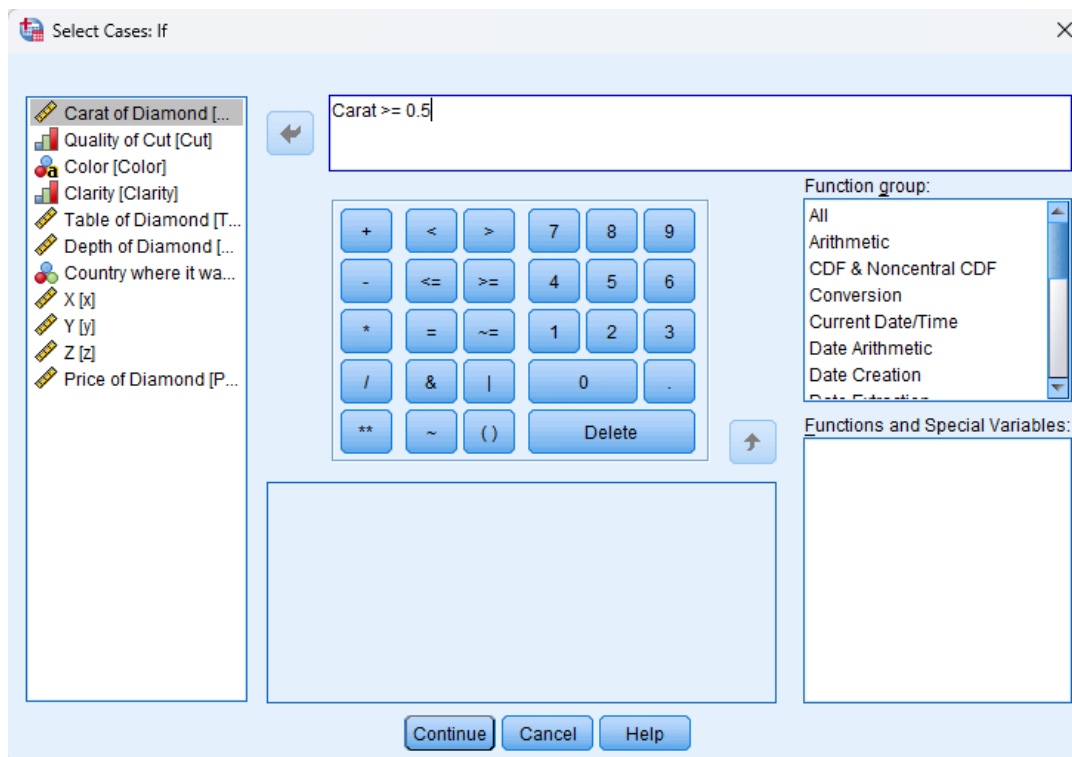 Select Cases: If
Carat of Diamond [...
Quality of Cut [Cut]
Color [Color]
Clarity [Clarity]
Table of Diamond [T...
Depth of Diamond [...
Country where it wa...
X [x]
Y [y]
Z [z]
Price of Diamond [P...
Carat >= 0.5
+ < > 7 8 9
- <= >= 4 5 6
* = ~= 1 2 3
/ & | 0 .
** ~ ( ) Delete
Function group:
All
Arithmetic
CDF & Noncentral CDF
Conversion
Current Date/Time
Date Arithmetic
Date Creation
Date Extraction
Functions and Special Variables:
Continue Cancel Help